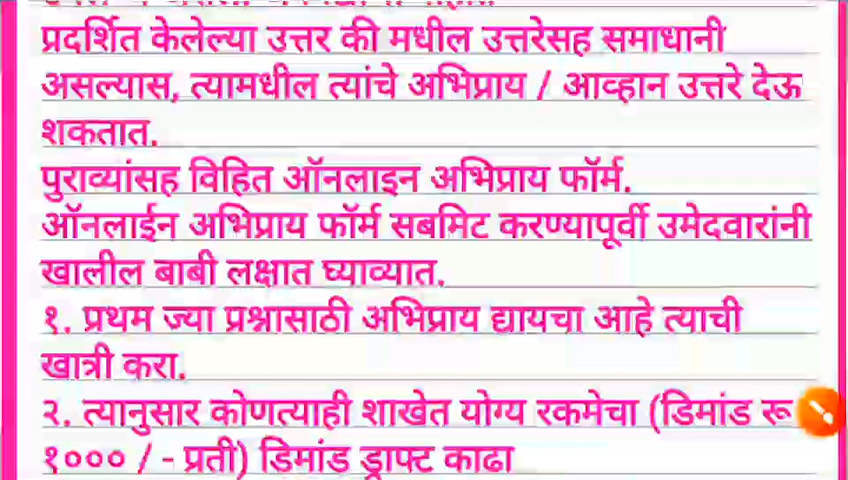 प्रदर्शित केलेल्या उत्तर की मधील उत्तरेसह समाधानी
असल्यास, त्यामधील त्यांचे अभिप्राय / आव्हान उत्तरे देऊ
शकतात.
पुराव्यांसह विहित ऑनलाइन अभिप्राय फॉर्म.
ऑनलाईन अभिप्राय फॉर्म सबमिट करण्यापूर्वी उमेदवारांनी
खालील बाबी लक्षात घ्याव्यात.
१. प्रथम ज्या प्रश्नासाठी अभिप्राय द्यायचा आहे त्याची
खात्री करा.
२. त्यानुसार कोणत्याही शाखेत योग्य रकमेचा (डिमांड रू
१००० / - प्रती) डिमांड ड्राफ्ट काढा